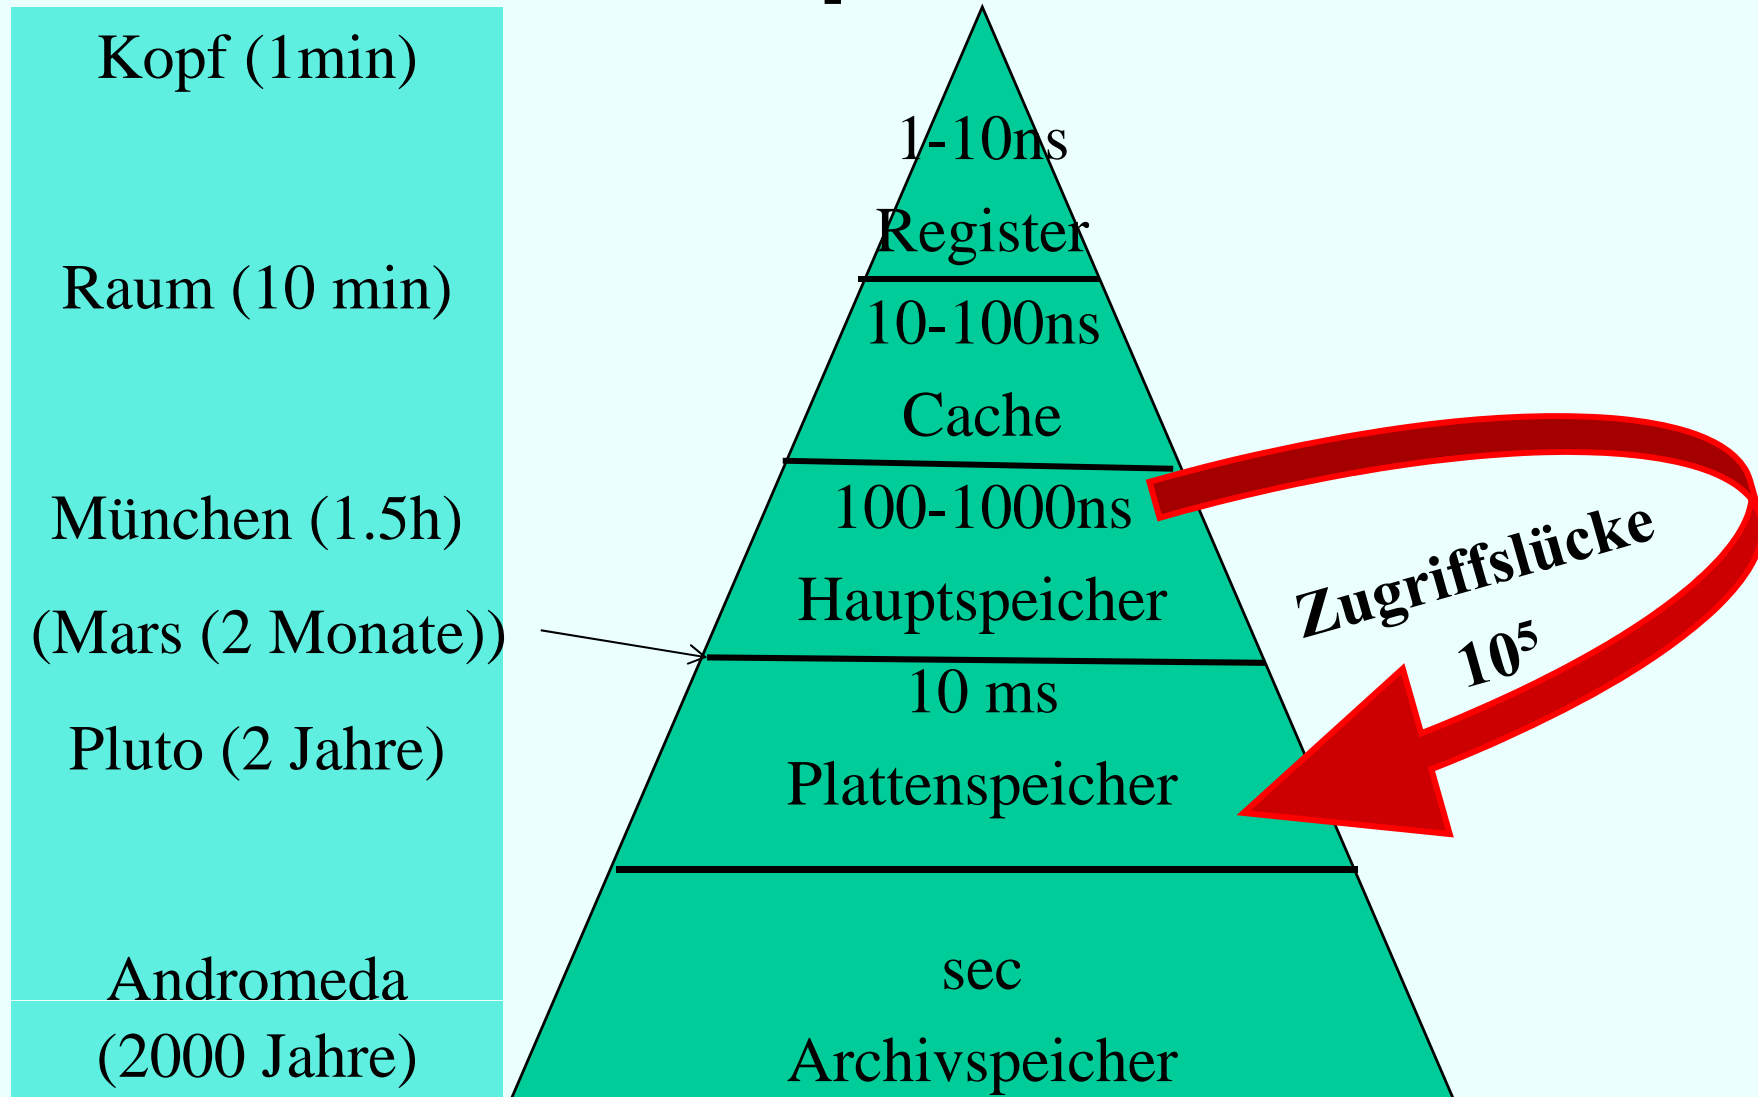 Kopf (1min)
Raum (10 min)
München (1.5h)
(Mars (2 Monate))
Pluto (2 Jahre)
Andromeda
(2000 Jahre)
1-10ns
Register
10-100ns
Cache
100-1000ns
Hauptspeicher
10 ms
Plattenspeicher
sec
Archivspeicher
Zugriffslücke
10⁵